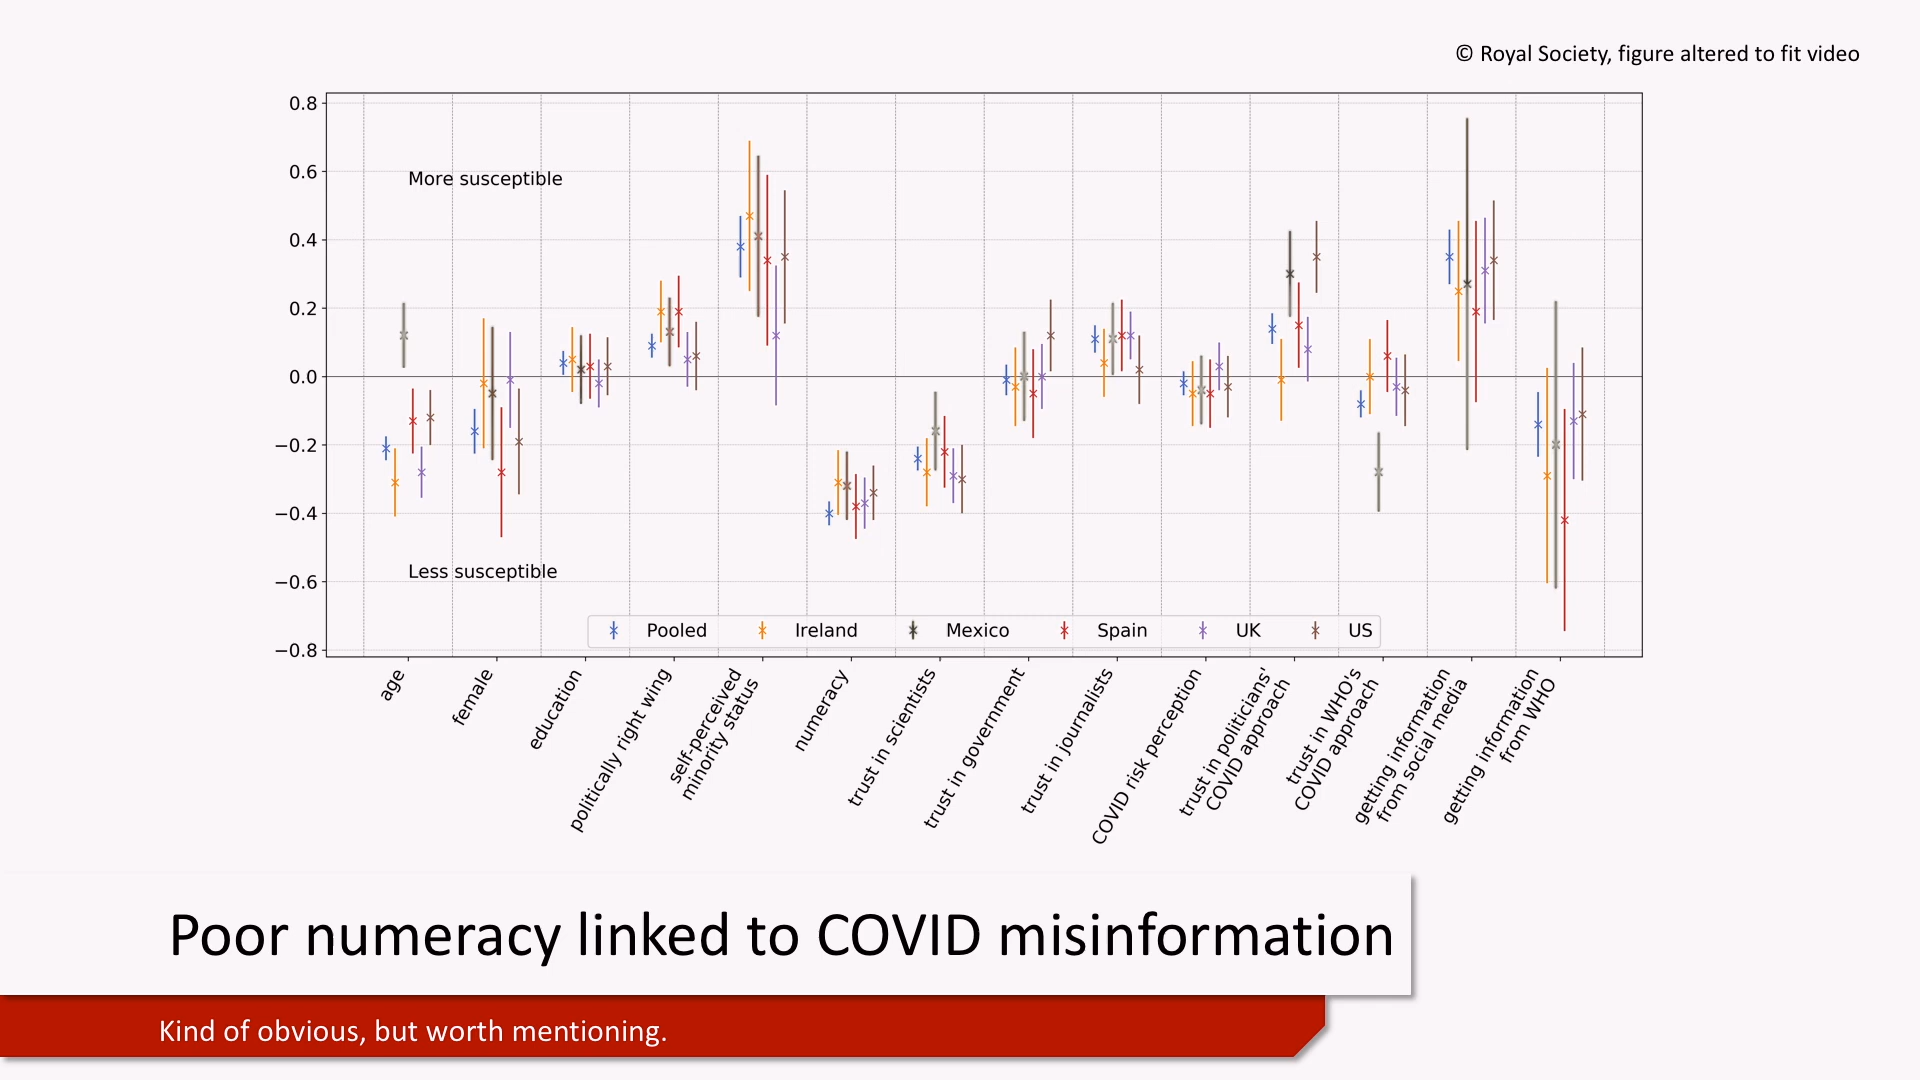 © Royal Society, figure altered to fit video
0.8
0.6
0.4
0.2
0.0
−0.2
−0.4
−0.6
−0.8
More susceptible
Less susceptible
Pooled Ireland Mexico Spain UK US
age
female
education
politically right wing
self-perceived
minority status
numeracy
trust in scientists
trust in government
trust in journalists
COVID risk perception
trust in politicians'
COVID approach
trust in WHO's
COVID approach
getting information
from social media
getting information
from WHO
Poor numeracy linked to COVID misinformation
Kind of obvious, but worth mentioning.